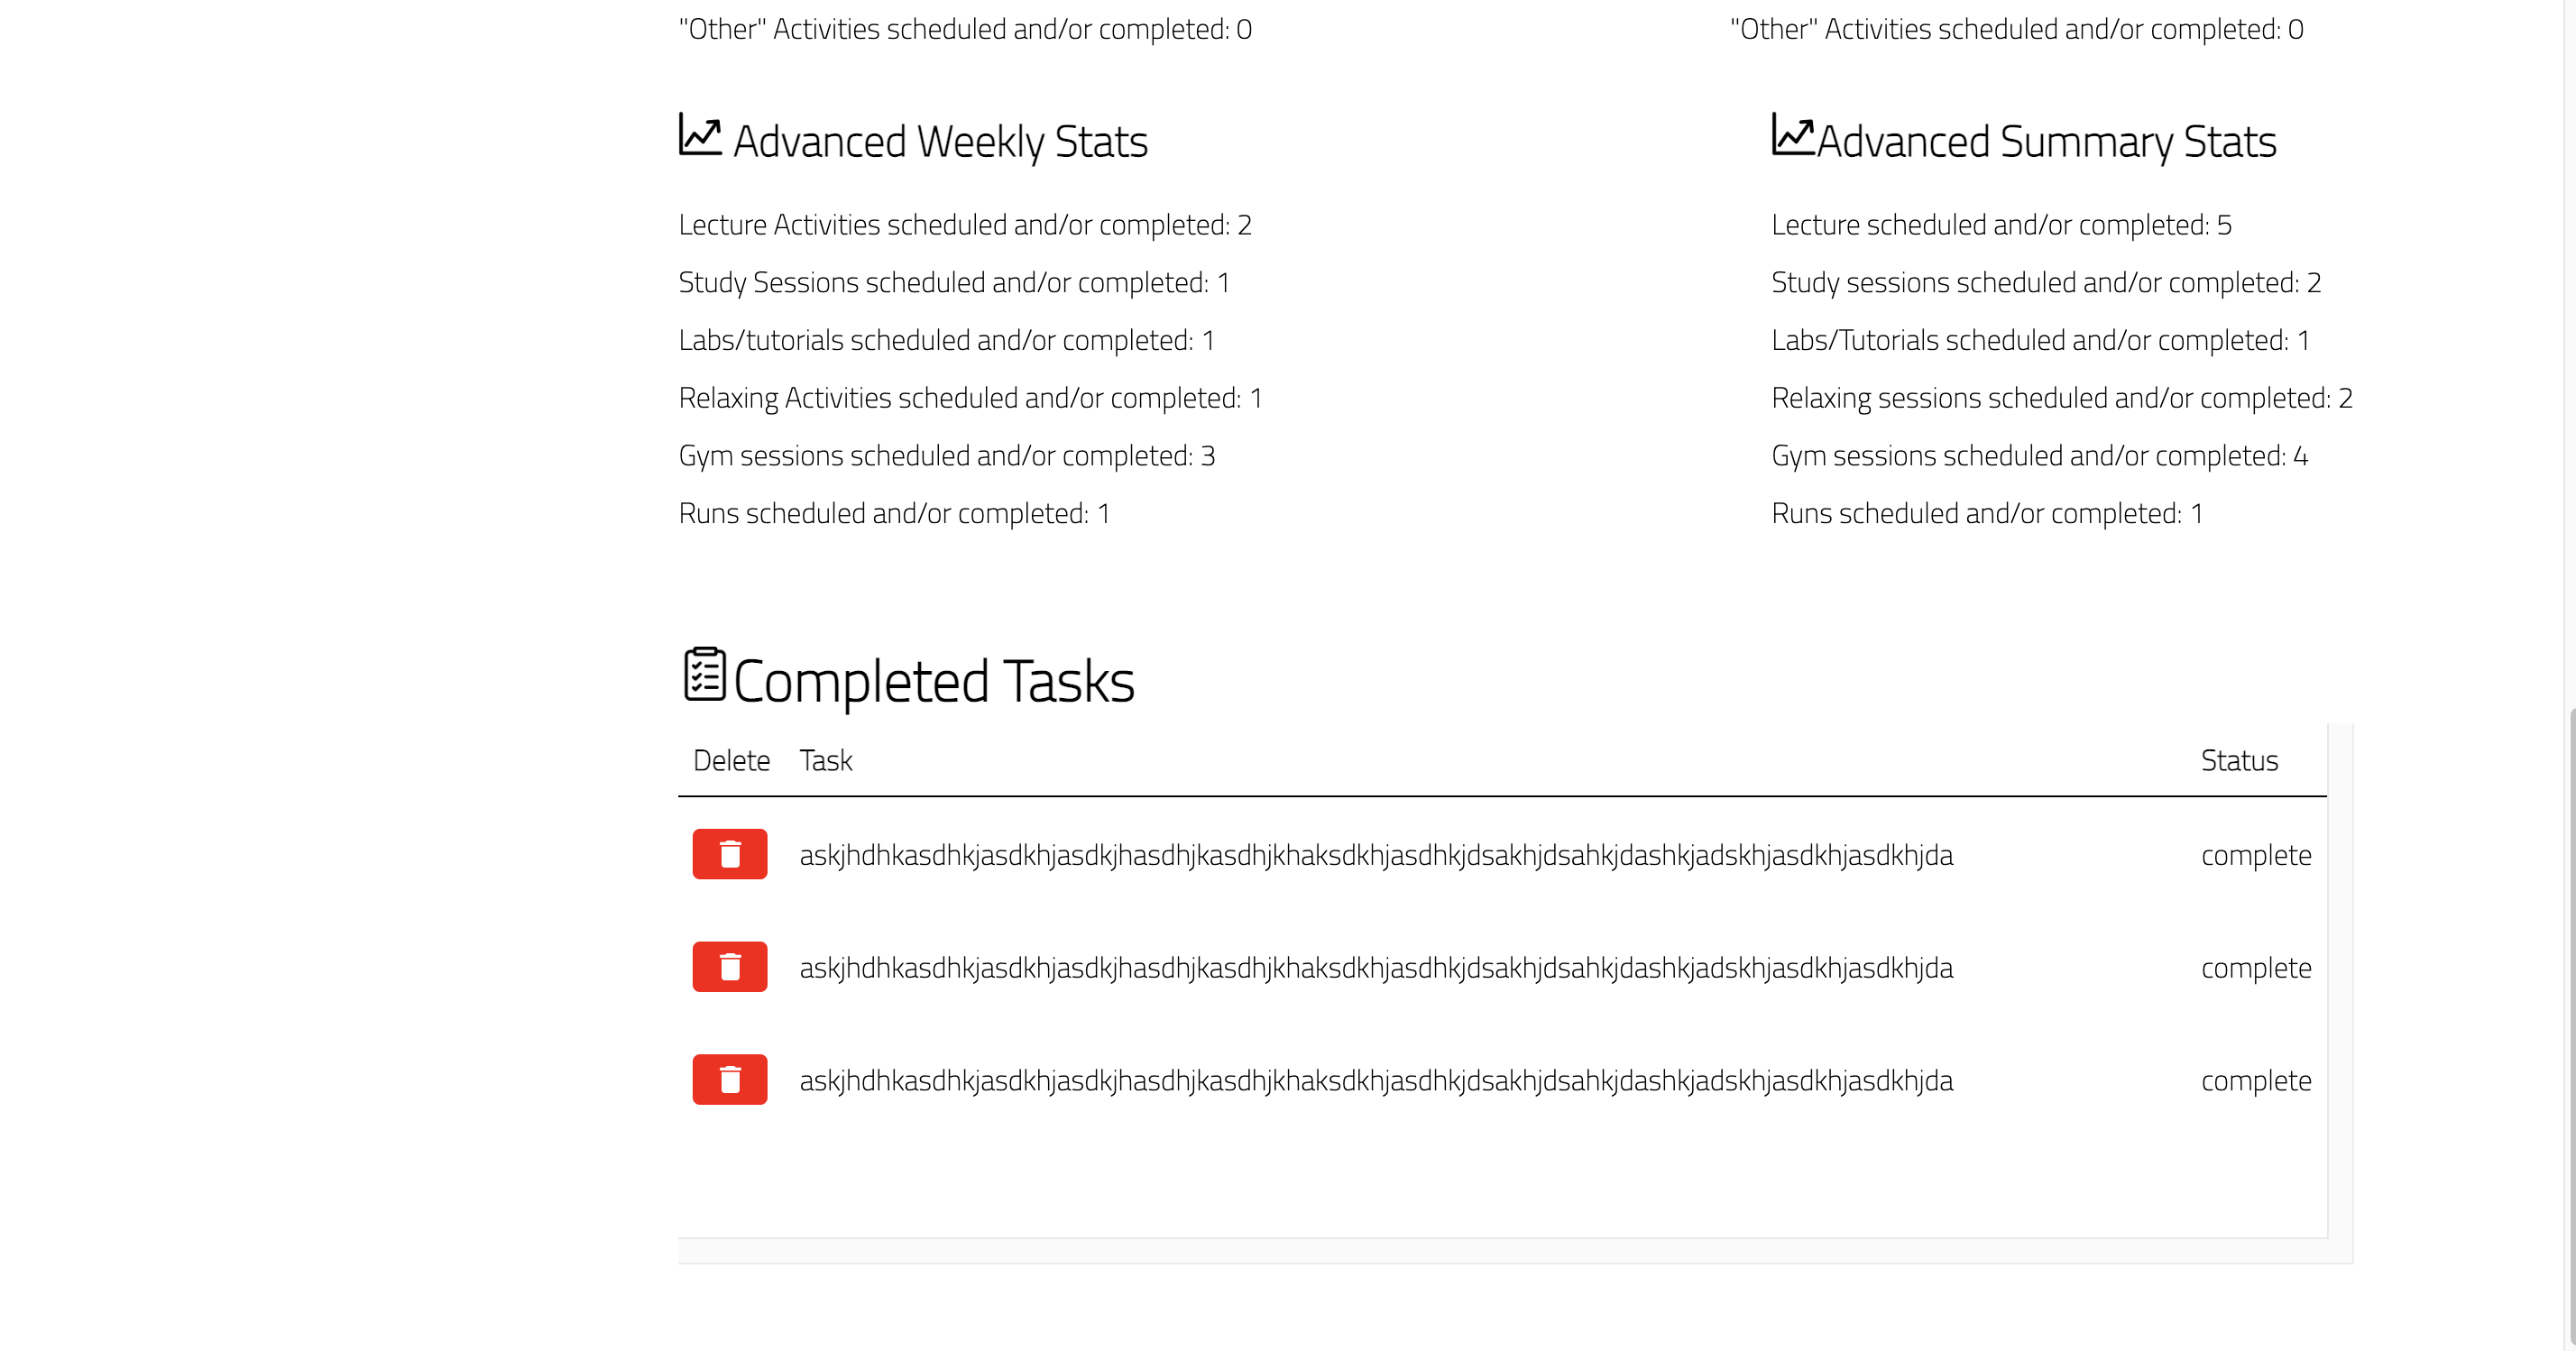 "Other" Activities scheduled and/or completed: 0
"Other" Activities scheduled and/or completed: 0
Advanced Weekly Stats
Lecture Activities scheduled and/or completed: 2
Study Sessions scheduled and/or completed: 1
Labs/tutorials scheduled and/or completed: 1
Relaxing Activities scheduled and/or completed: 1
Gym sessions scheduled and/or completed: 3
Runs scheduled and/or completed: 1
Advanced Summary Stats
Lecture scheduled and/or completed: 5
Study sessions scheduled and/or completed: 2
Labs/Tutorials scheduled and/or completed: 1
Relaxing sessions scheduled and/or completed: 2
Gym sessions scheduled and/or completed: 4
Runs scheduled and/or completed: 1
Completed Tasks
Delete Task Status
askjhdhkasdhkjasdkhjasdkjhasdhjkasdhjkhaksdkhjasdhkjdsakhjdsahkjdashkjadskhjasdkhjasdkhjda complete
askjhdhkasdhkjasdkhjasdkjhasdhjkasdhjkhaksdkhjasdhkjdsakhjdsahkjdashkjadskhjasdkhjasdkhjda complete
askjhdhkasdhkjasdkhjasdkjhasdhjkasdhjkhaksdkhjasdhkjdsakhjdsahkjdashkjadskhjasdkhjasdkhjda complete